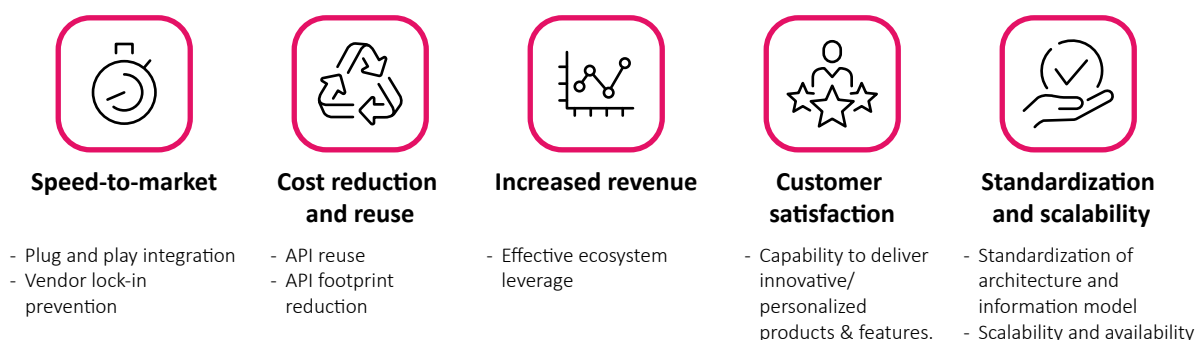 Speed-to-market
- Plug and play integration
- Vendor lock-in
prevention
Cost reduction
and reuse
- API reuse
- API footprint
reduction
Increased revenue
- Effective ecosystem
leverage
Customer
satisfaction
- Capability to deliver
innovative/
personalized
products & features.
Standardization
and scalability
- Standardization of
architecture and
information model
- Scalability and availability